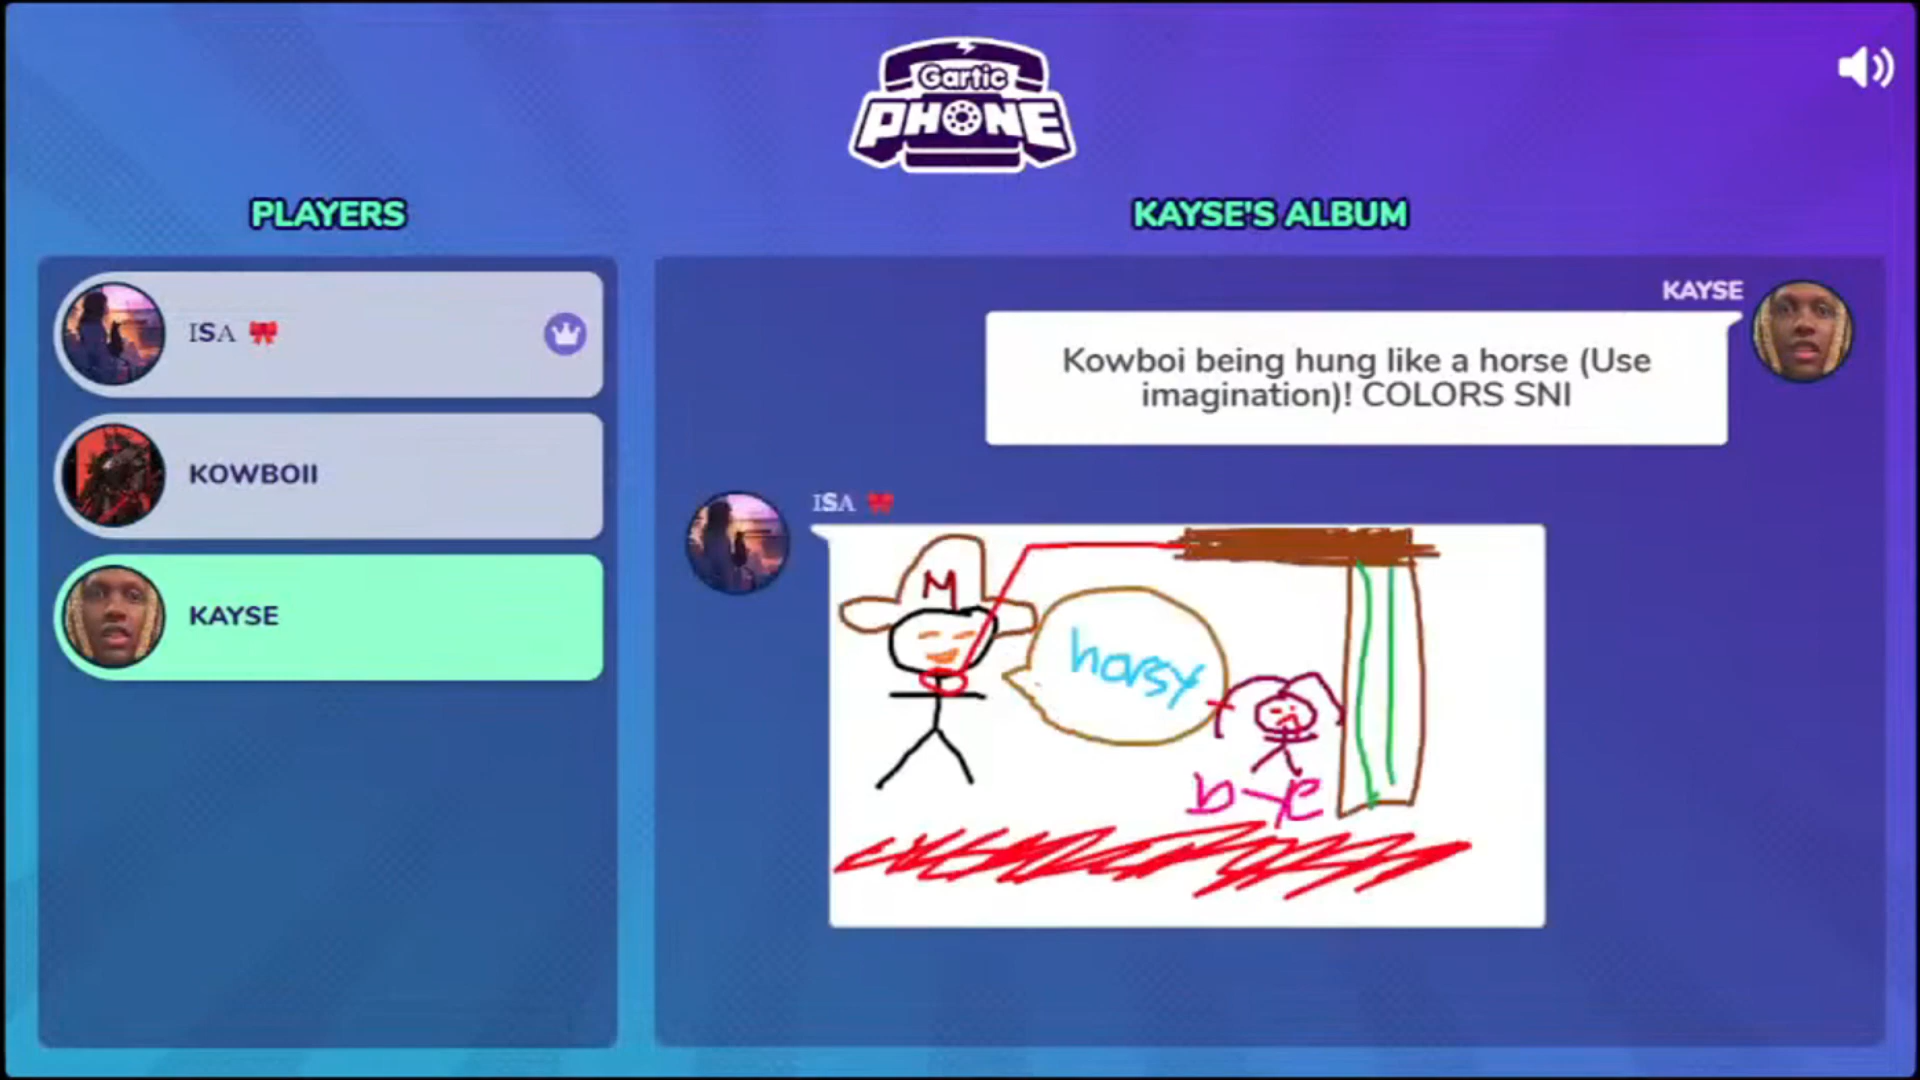 Gartic
PHONE
PLAYERS
KAYSE'S ALBUM
ISA
KOWBOII
KAYSE
KAYSE
Kowboi being hung like a horse (Use
imagination)! COLORS SNI
ISA
M
horsy
bye